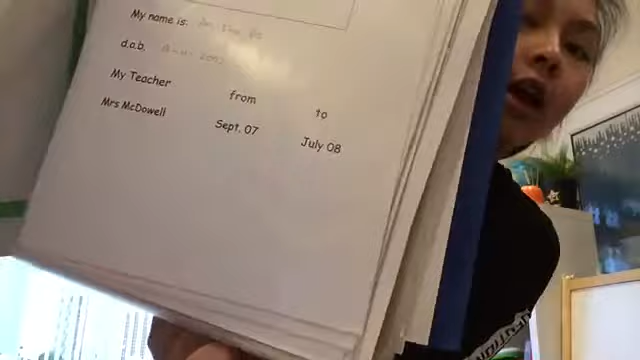 My name is:
d.o.b.
My Teacher from to
Mrs McDowell Sept. 07 July 08